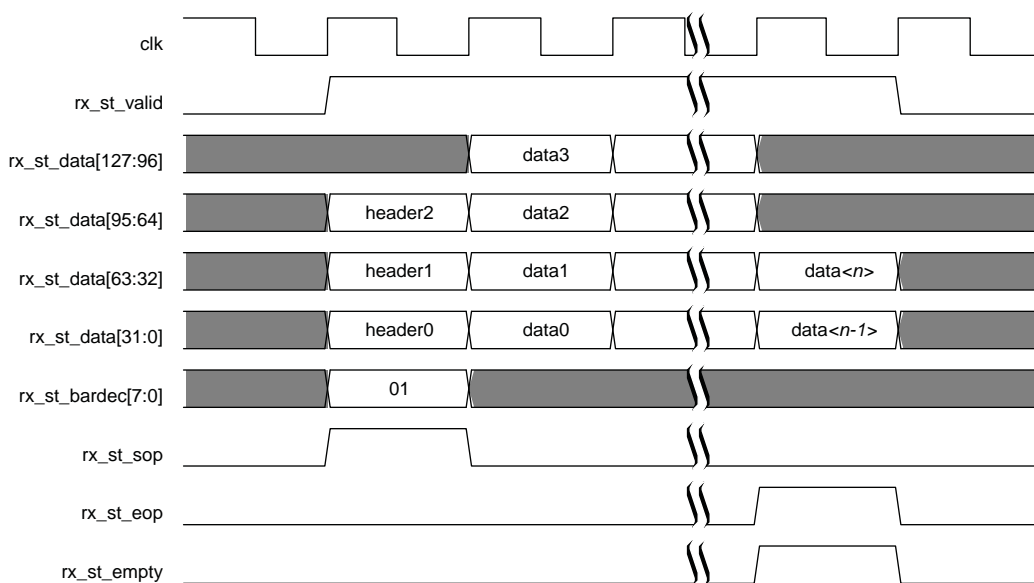 clk
rx_st_valid
rx_st_data[127:96] data3
rx_st_data[95:64] header2 data2
rx_st_data[63:32] header1 data1 data<n>
rx_st_data[31:0] header0 data0 data<n-1>
rx_st_bardec[7:0] 01
rx_st_sop
rx_st_eop
rx_st_empty